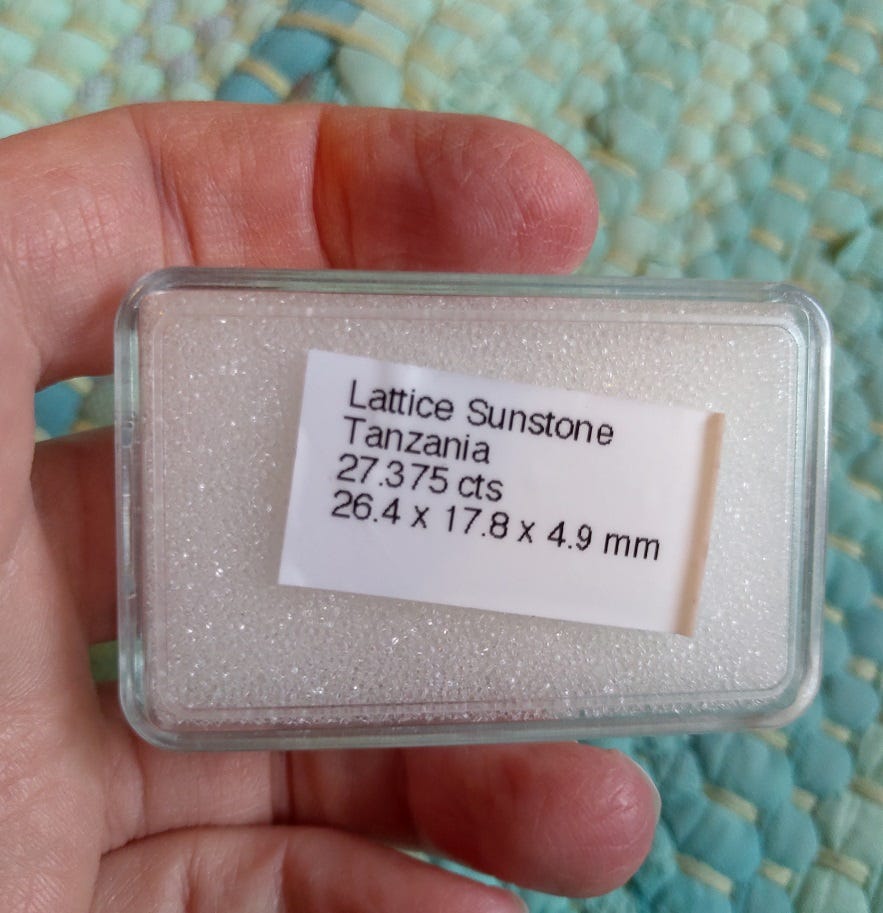 Lattice Sunstone
Tanzania
27.375 cts
26.4 x 17.8 x 4.9 mm